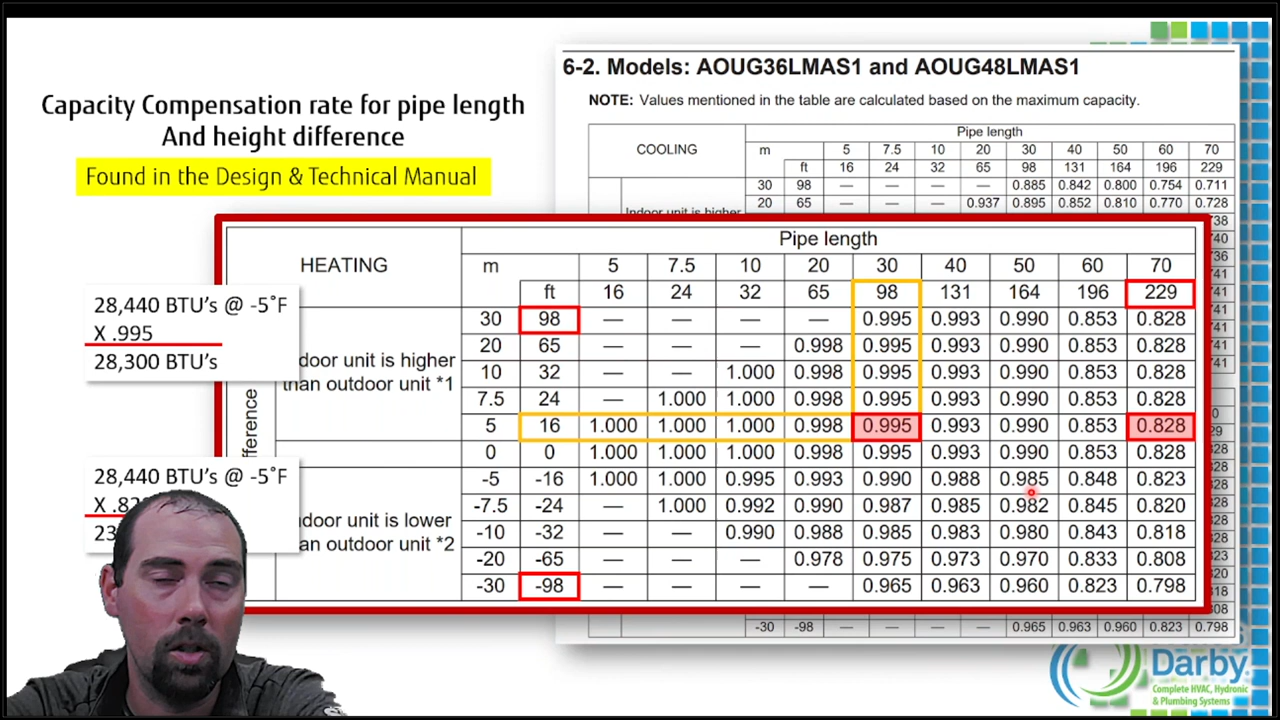 Capacity Compensation rate for pipe length
And height difference
Found in the Design & Technical Manual
6-2. Models: AOUG36LMAS1 and AOUG48LMAS1
NOTE: Values mentioned in the table are calculated based on the maximum capacity.
COOLING Pipe length
m 5 7.5 10 20 30 40 50 60 70
ft 16 24 32 65 98 131 164 196 229
30 98 — — — — 0.885 0.842 0.800 0.754 0.711
20 65 — — — 0.937 0.895 0.852 0.810 0.770 0.728
Indoor unit is higher
HEATING Pipe length
m 5 7.5 10 20 30 40 50 60 70
ft 16 24 32 65 98 131 164 196 229
30 98 — — — — 0.995 0.993 0.990 0.853 0.828
20 65 — — — 0.998 0.995 0.993 0.990 0.853 0.828
10 32 — — 1.000 0.998 0.995 0.993 0.990 0.853 0.828
7.5 24 — 1.000 1.000 0.998 0.995 0.993 0.990 0.853 0.828
5 16 1.000 1.000 1.000 0.998 0.995 0.993 0.990 0.853 0.828
0 0 1.000 1.000 1.000 0.998 0.995 0.993 0.990 0.853 0.828
-5 -16 1.000 1.000 0.995 0.993 0.990 0.988 0.985 0.848 0.823
-7.5 -24 — 1.000 0.992 0.990 0.987 0.985 0.982 0.845 0.820
-10 -32 — — 0.990 0.988 0.985 0.983 0.980 0.843 0.818
-20 -65 — — — 0.978 0.975 0.973 0.970 0.833 0.808
-30 -98 — — — — 0.965 0.963 0.960 0.823 0.798
ndoor unit is higher
than outdoor unit *1
ndoor unit is lower
an outdoor unit *2
28,440 BTU's @ -5˚F
X .995
28,300 BTU's
28,440 BTU's @ -5˚F
-30 -98 — — — — 0.965 0.963 0.960 0.823 0.798
Darby
Complete HVAC, Hydronic
& Plumbing Systems